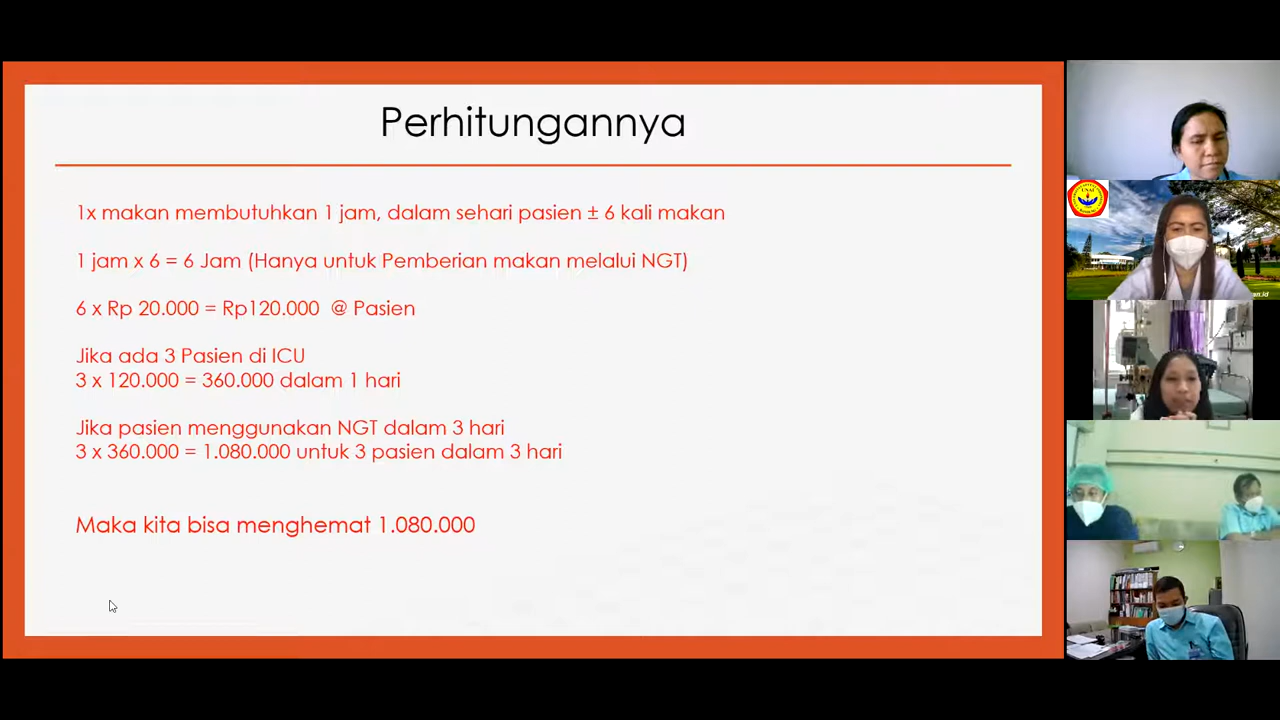 Perhitungannya
1x makan membutuhkan 1 jam, dalam sehari pasien ± 6 kali makan
1 jam x 6 = 6 Jam (Hanya untuk Pemberian makan melalui NGT)
6 x Rp 20.000 = Rp120.000 @ Pasien
Jika ada 3 Pasien di ICU
3 x 120.000 = 360.000 dalam 1 hari
Jika pasien menggunakan NGT dalam 3 hari
3 x 360.000 = 1.080.000 untuk 3 pasien dalam 3 hari
Maka kita bisa menghemat 1.080.000
UNAI